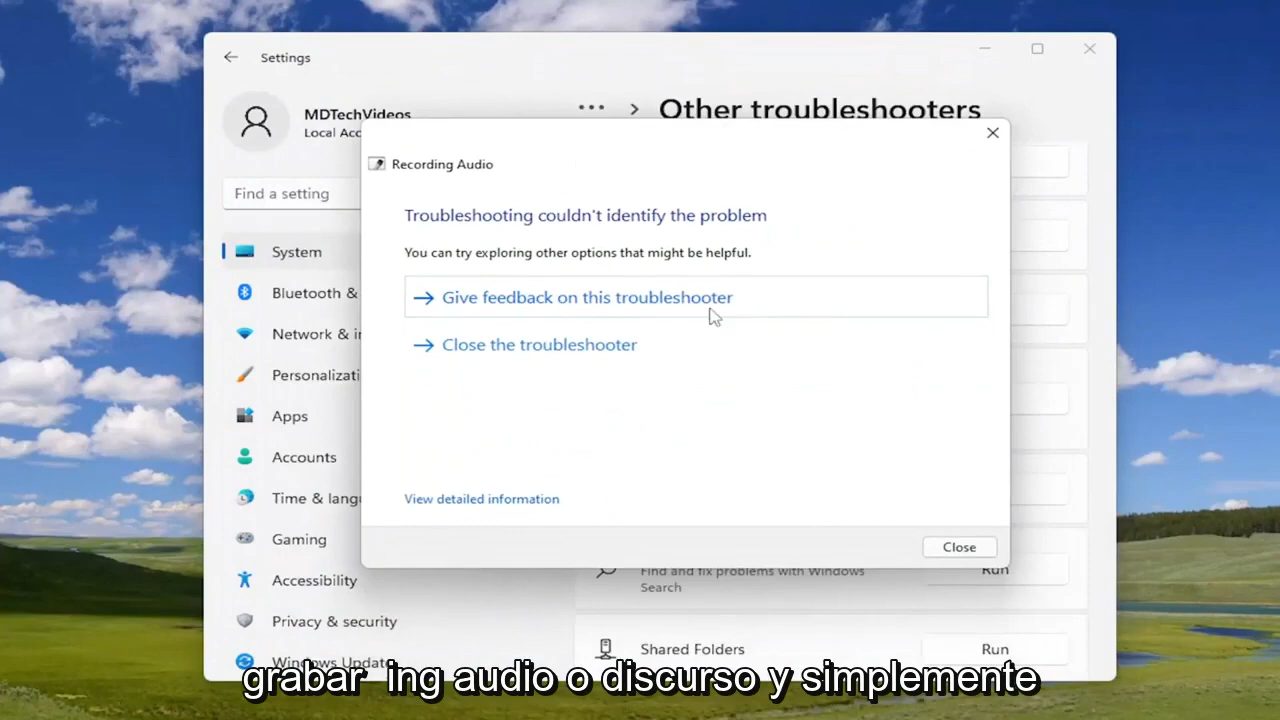 Settings
MDTechVideos
Local Acc
Find a setting
System
Bluetooth &
Network & in
Personalizati
Apps
Accounts
Time & langu
Gaming
Accessibility
Privacy & security
Windows Update
... > Other troubleshooters
Recording Audio
Troubleshooting couldn't identify the problem
You can try exploring other options that might be helpful.
Give feedback on this troubleshooter
Close the troubleshooter
View detailed information
Close
Find and fix problems with Windows
Search
Run
Shared Folders
Run
grabar ing audio o discurso y simplemente